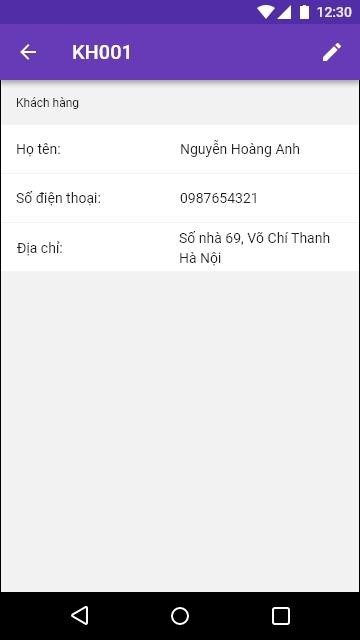 12:30
KH001
Khách hàng
Họ tên: Nguyễn Hoàng Anh
Số điện thoại: 0987654321
Địa chỉ: Số nhà 69, Võ Chí Thanh
Hà Nội